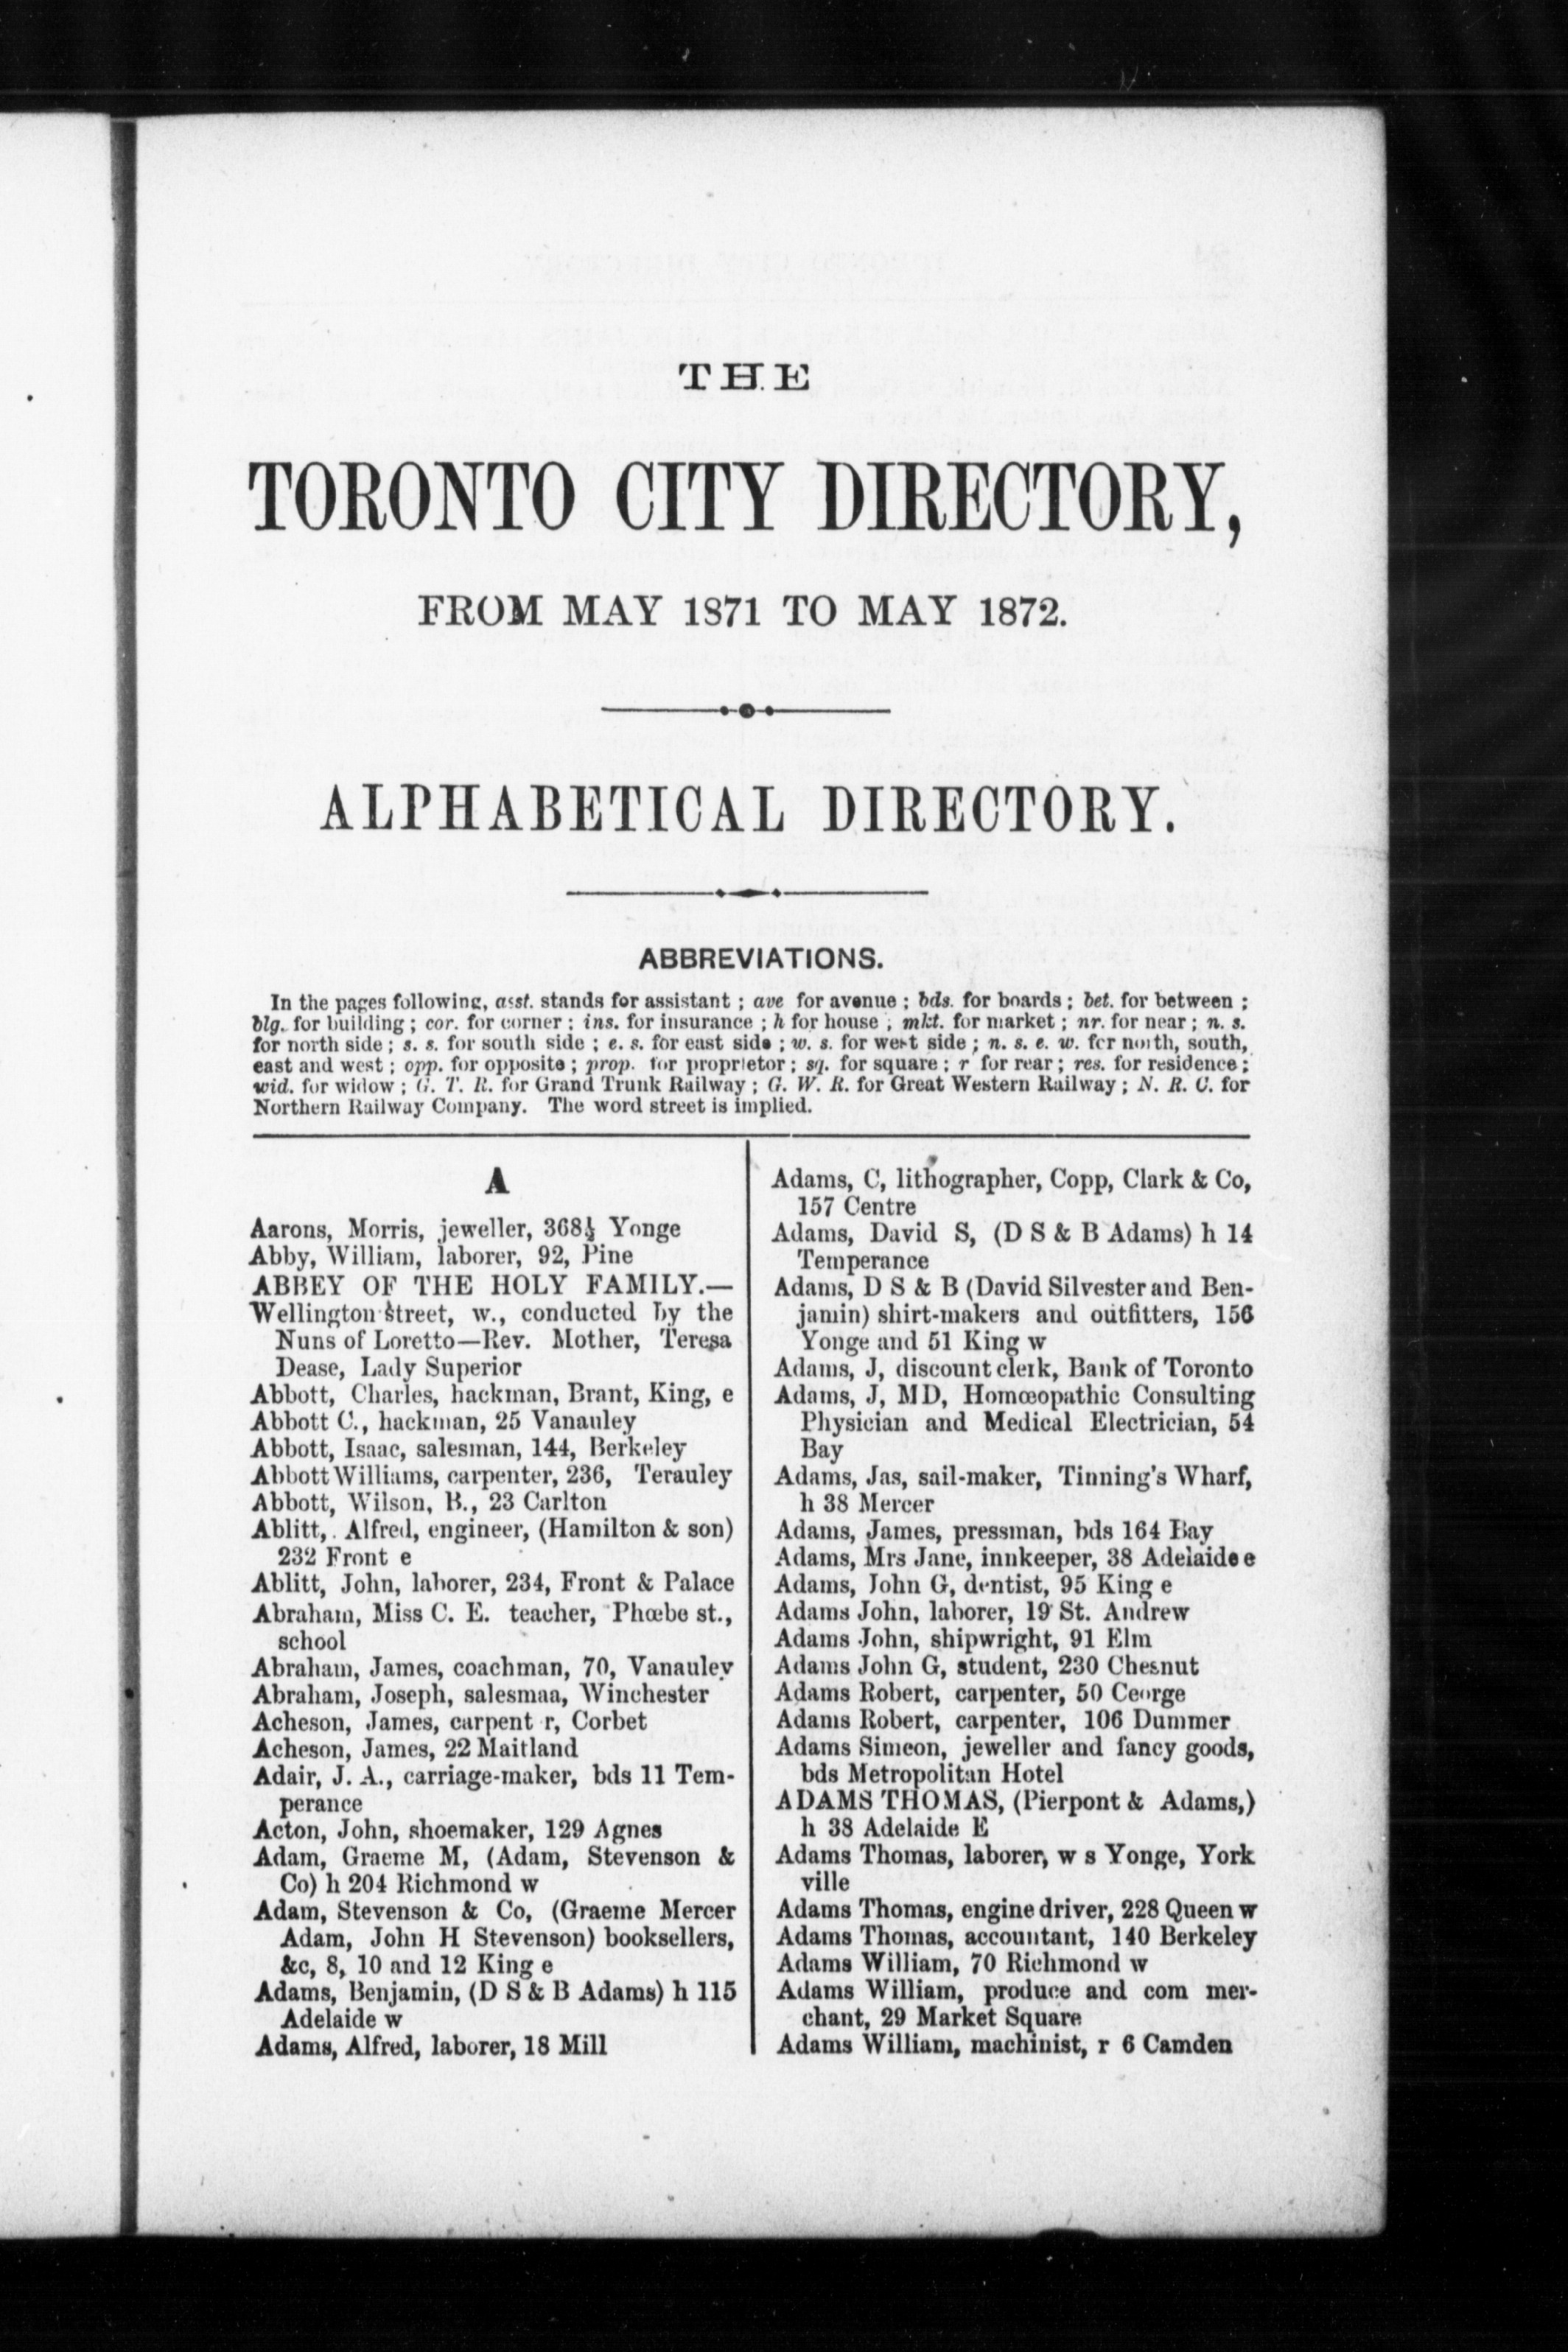 THE
TORONTO CITY DIRECTORY,
FROM MAY 1871 TO MAY 1872.
ALPHABETICAL DIRECTORY.
ABBREVIATIONS.
In the pages following, asst. stands for assistant ; ave for avenue ; bds. for boards ; bet. for between ;
blg. for building ; cor. for corner ; ins. for insurance ; h for house ; mkt. for market ; nr. for near ; n. s.
for north side ; s. s. for south side ; e. s. for east side ; w. s. for west side ; n. s. e. w. for north, south,
east and west ; opp. for opposite ; prop. for proprietor ; sq. for square ; r for rear ; res. for residence ;
wid. for widow ; G. T. R. for Grand Trunk Railway ; G. W. R. for Great Western Railway ; N. R. C. for
Northern Railway Company. The word street is implied.
A
Aarons, Morris, jeweller, 368½ Yonge
Abby, William, laborer, 92, Pine
ABBEY OF THE HOLY FAMILY.—
Wellington street, w., conducted by the
Nuns of Loretto—Rev. Mother, Teresa
Dease, Lady Superior
Abbott, Charles, hackman, Brant, King, e
Abbott C., hackman, 25 Vanauley
Abbott, Isaac, salesman, 144, Berkeley
Abbott Williams, carpenter, 236, Terauley
Abbott, Wilson, B., 23 Carlton
Ablitt, . Alfred, engineer, (Hamilton & son)
232 Front e
Ablitt, John, laborer, 234, Front & Palace
Abraham, Miss C. E. teacher, Phœbe st.,
school
Abraham, James, coachman, 70, Vanauley
Abraham, Joseph, salesmaa, Winchester
Acheson, James, carpent r, Corbet
Acheson, James, 22 Maitland
Adair, J. A., carriage-maker, bds 11 Tem-
perance
Acton, John, shoemaker, 129 Agnes
Adam, Graeme M, (Adam, Stevenson &
Co) h 204 Richmond w
Adam, Stevenson & Co, (Graeme Mercer
Adam, John H Stevenson) booksellers,
&c, 8, 10 and 12 King e
Adams, Benjamin, (D S & B Adams) h 115
Adelaide w
Adams, Alfred, laborer, 18 Mill
Adams, C, lithographer, Copp, Clark & Co,
157 Centre
Adams, David S, (D S & B Adams) h 14
Temperance
Adams, D S & B (David Silvester and Ben-
jamin) shirt-makers and outfitters, 156
Yonge and 51 King w
Adams, J, discount clerk, Bank of Toronto
Adams, J, MD, Homœopathic Consulting
Physician and Medical Electrician, 54
Bay
Adams, Jas, sail-maker, Tinning's Wharf,
h 38 Mercer
Adams, James, pressman, bds 164 Bay
Adams, Mrs Jane, innkeeper, 38 Adelaide e
Adams, John G, dentist, 95 King e
Adams John, laborer, 19 St. Andrew
Adams John, shipwright, 91 Elm
Adams John G, student, 230 Chesnut
Adams Robert, carpenter, 50 Ceorge
Adams Robert, carpenter, 106 Dummer
Adams Simeon, jeweller and fancy goods,
bds Metropolitan Hotel
ADAMS THOMAS, (Pierpont & Adams,)
h 38 Adelaide E
Adams Thomas, laborer, w s Yonge, York
ville
Adams Thomas, engine driver, 228 Queen w
Adams Thomas, accountant, 140 Berkeley
Adams William, 70 Richmond w
Adams William, produce and com mer-
chant, 29 Market Square
Adams William, machinist, r 6 Camden